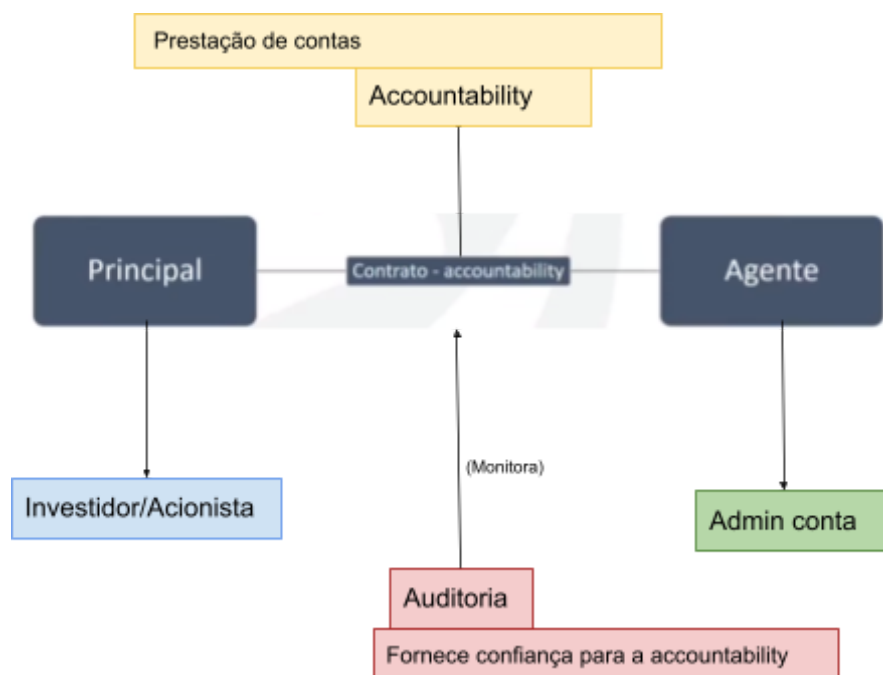 Prestação de contas
Accountability
Principal
Contrato - accountability
Agente
(Monitora)
Investidor/Acionista
Admin conta
Auditoria
Fornece confiança para a accountability